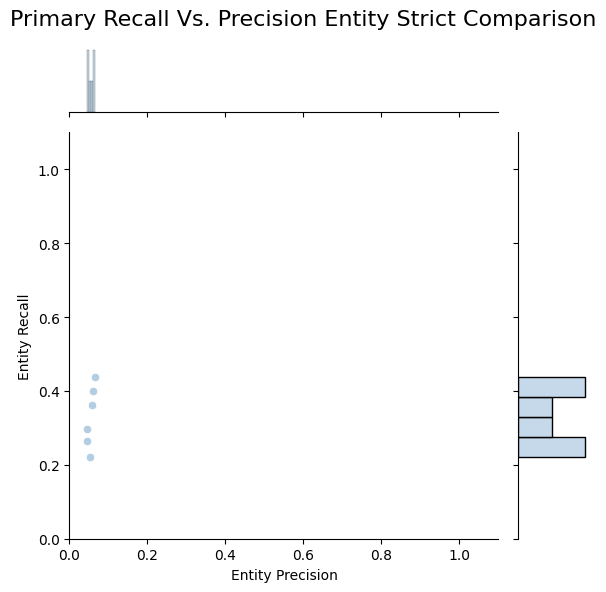 Primary Recall Vs. Precision Entity Strict Comparison
1.0
0.8
0.6
0.4
0.2
0.0
Entity Recall
0.0 0.2 0.4 0.6 0.8 1.0
Entity Precision